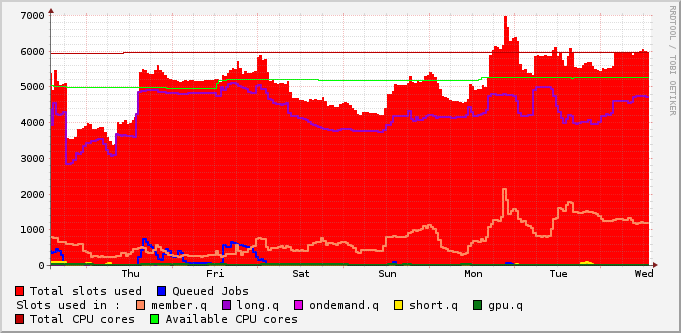 RRDTOOL / TOBI OETIKER
7000
6000
5000
4000
3000
2000
1000
0
Thu Fri Sat Sun Mon Tue Wed
Total slots used Queued Jobs
Slots used in : member.q long.q ondemand.q short.q gpu.q
Total CPU cores Available CPU cores